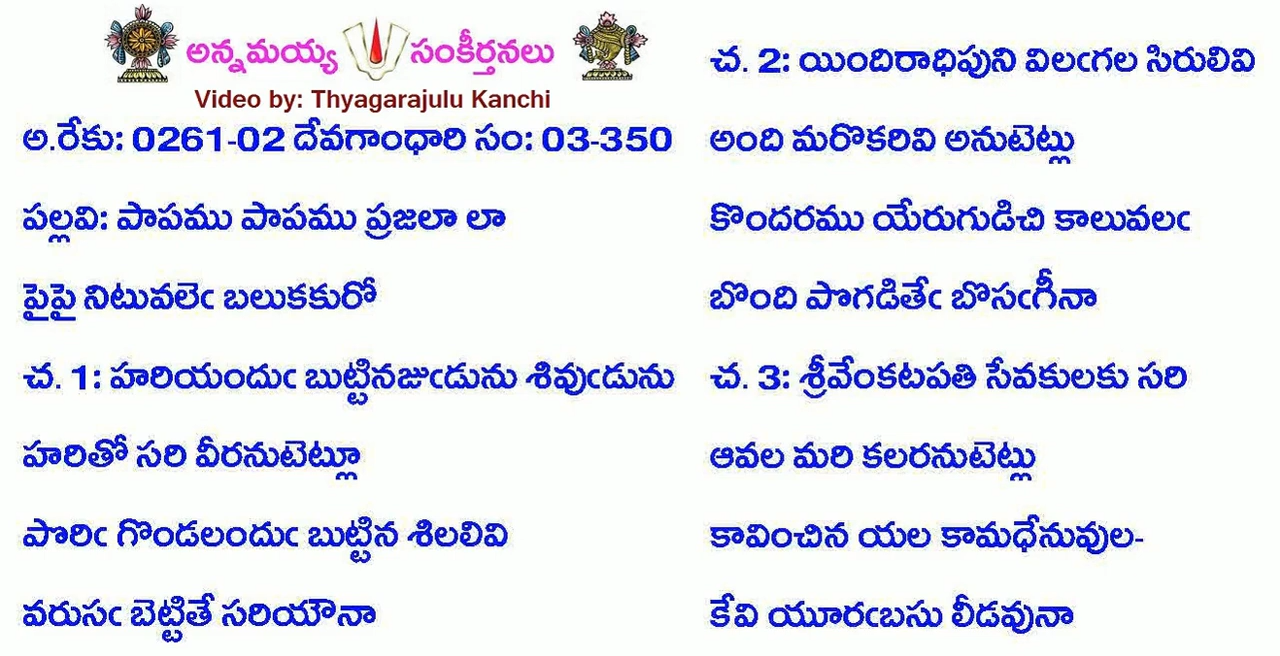 అన్నమయ్య సంకీర్తనలు
Video by: Thyagarajulu Kanchi
అ.రేకు: 0261-02 దేవగాంధారి సం: 03-350
పల్లవి: పాపము పాపము ప్రజలా లా
పైపై నిటువలెఁ బలుకకురో
చ. 1: హరియందుఁ బుట్టినజుఁడును శివుఁడును
హరితో సరి వీరనుటెట్లూ
పొరిఁ గొండలందుఁ బుట్టిన శిలలివి
వరుసఁ బెట్టితే సరియౌనా
చ. 2: యిందిరాధిపుని విలఁగల సిరులివి
అంది మరొకరివి అనుటెట్లు
కొందరము యేరుగుడిచి కాలువలఁ
బొంది పొగడితేఁ బొసఁగీనా
చ. 3: శ్రీవేంకటపతి సేవకులకు సరి
ఆవల మరి కలరనుటెట్లు
కావించిన యల కామధేనువుల-
కేవి యూరఁబసు లీడవునా